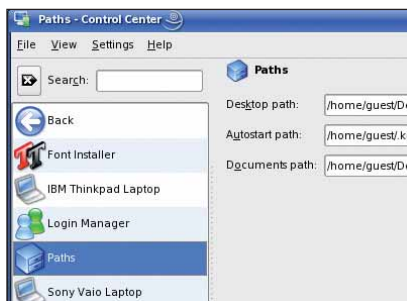 Paths - Control Center
File View Settings Help
Search:
Back
Font Installer
IBM Thinkpad Laptop
Login Manager
Paths
Sony Vaio Laptop
Paths
Desktop path: /home/guest/De
Autostart path: /home/guest/.k
Documents path: /home/guest/Do